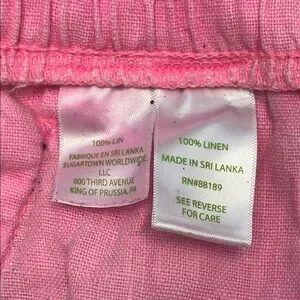 100% LIN
FABRIQUE EN SRI LANKA
SUGARTOWN WORLDWIDE
LLC
800 THIRD AVENUE
KING OF PRUSSIA, PA
100% LINEN
MADE IN SRI LANKA
RN#88189
SEE REVERSE
FOR CARE